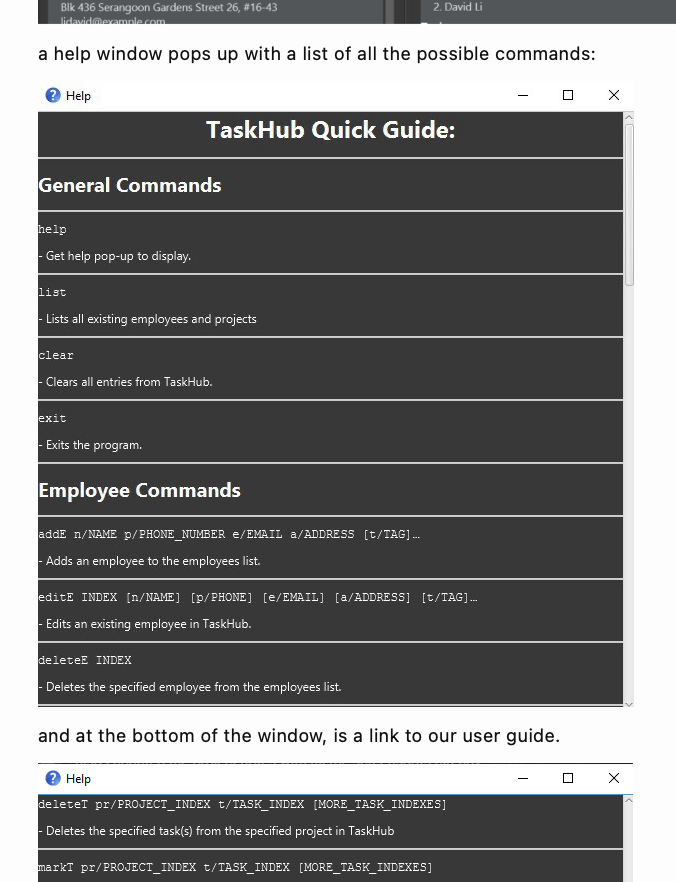 Blk 436 Serangoon Gardens Street 26, #16-43
lidavid@example.com
2. David Li
a help window pops up with a list of all the possible commands:
Help
TaskHub Quick Guide:
General Commands
help
- Get help pop-up to display.
list
- Lists all existing employees and projects
clear
- Clears all entries from TaskHub.
exit
- Exits the program.
Employee Commands
addE n/NAME p/PHONE_NUMBER e/EMAIL a/ADDRESS [t/TAG]…
- Adds an employee to the employees list.
editE INDEX [n/NAME] [p/PHONE] [e/EMAIL] [a/ADDRESS] [t/TAG]…
- Edits an existing employee in TaskHub.
deleteE INDEX
- Deletes the specified employee from the employees list.
and at the bottom of the window, is a link to our user guide.
Help
deleteT pr/PROJECT_INDEX t/TASK_INDEX [MORE_TASK_INDEXES]
- Deletes the specified task(s) from the specified project in TaskHub
markT pr/PROJECT_INDEX t/TASK_INDEX [MORE_TASK_INDEXES]